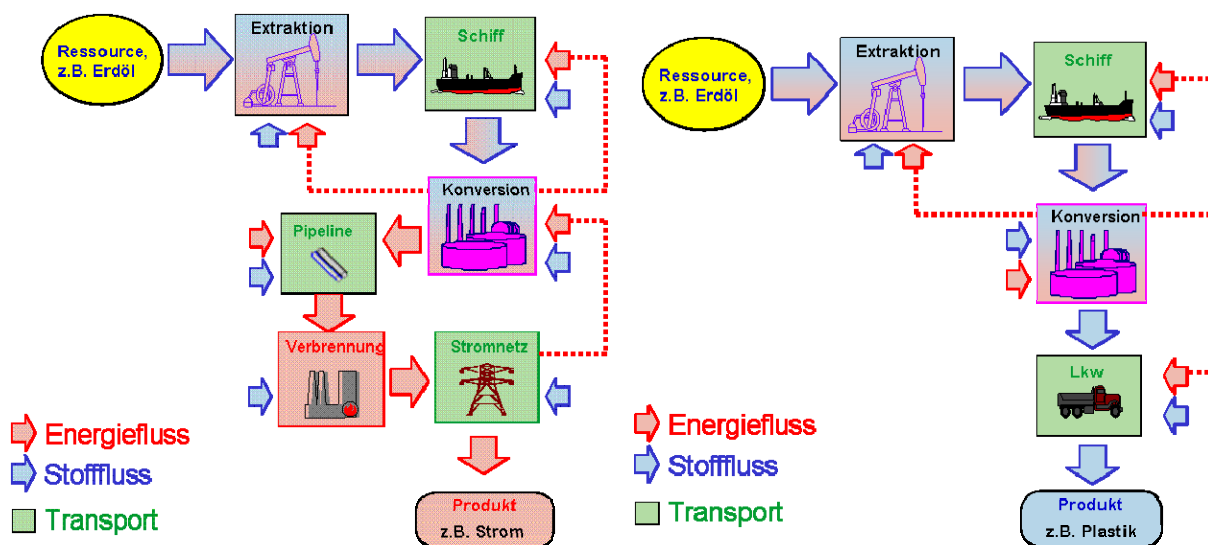 Ressource,
z.B. Erdöl
Extraktion
Schiff
Konversion
Pipeline
Verbrennung
Stromnetz
Energiefluss
Stofffluss
Transport
Produkt
z.B. Strom
Ressource,
z.B. Erdöl
Extraktion
Schiff
Konversion
Lkw
Energiefluss
Stofffluss
Transport
Produkt
z.B. Plastik